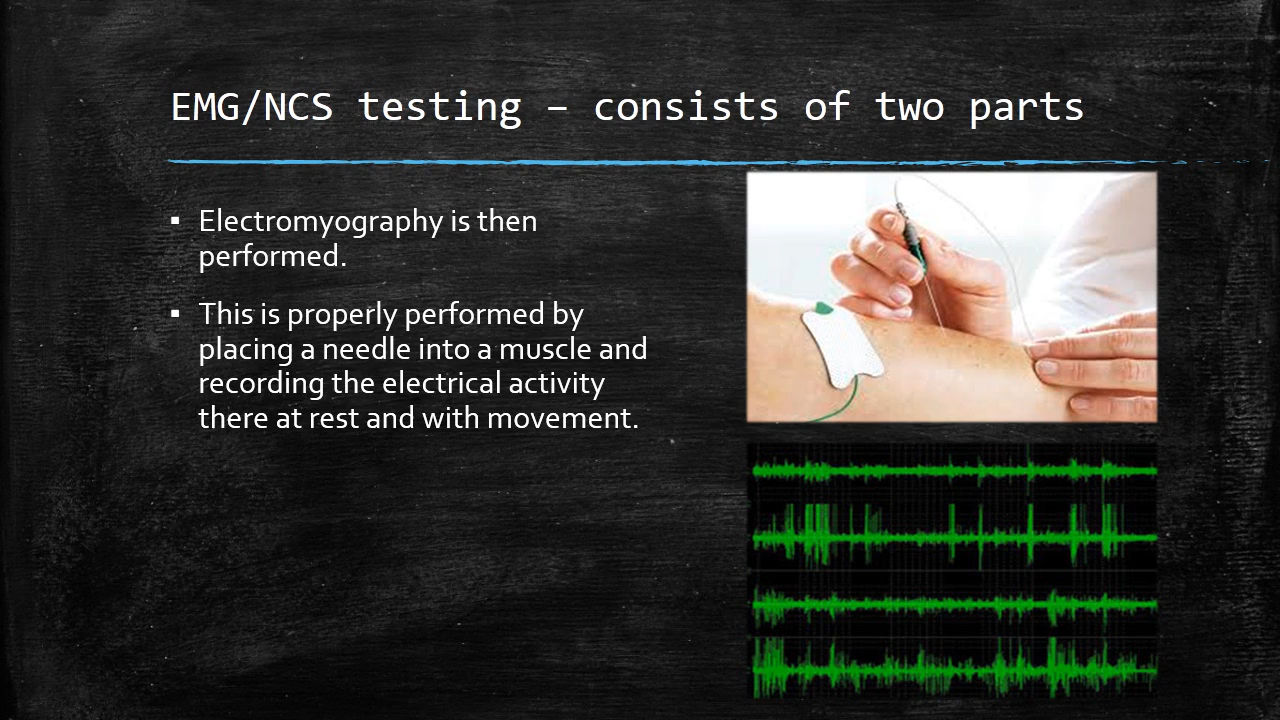 EMG/NCS testing – consists of two parts
▪ Electromyography is then
performed.
▪ This is properly performed by
placing a needle into a muscle and
recording the electrical activity
there at rest and with movement.